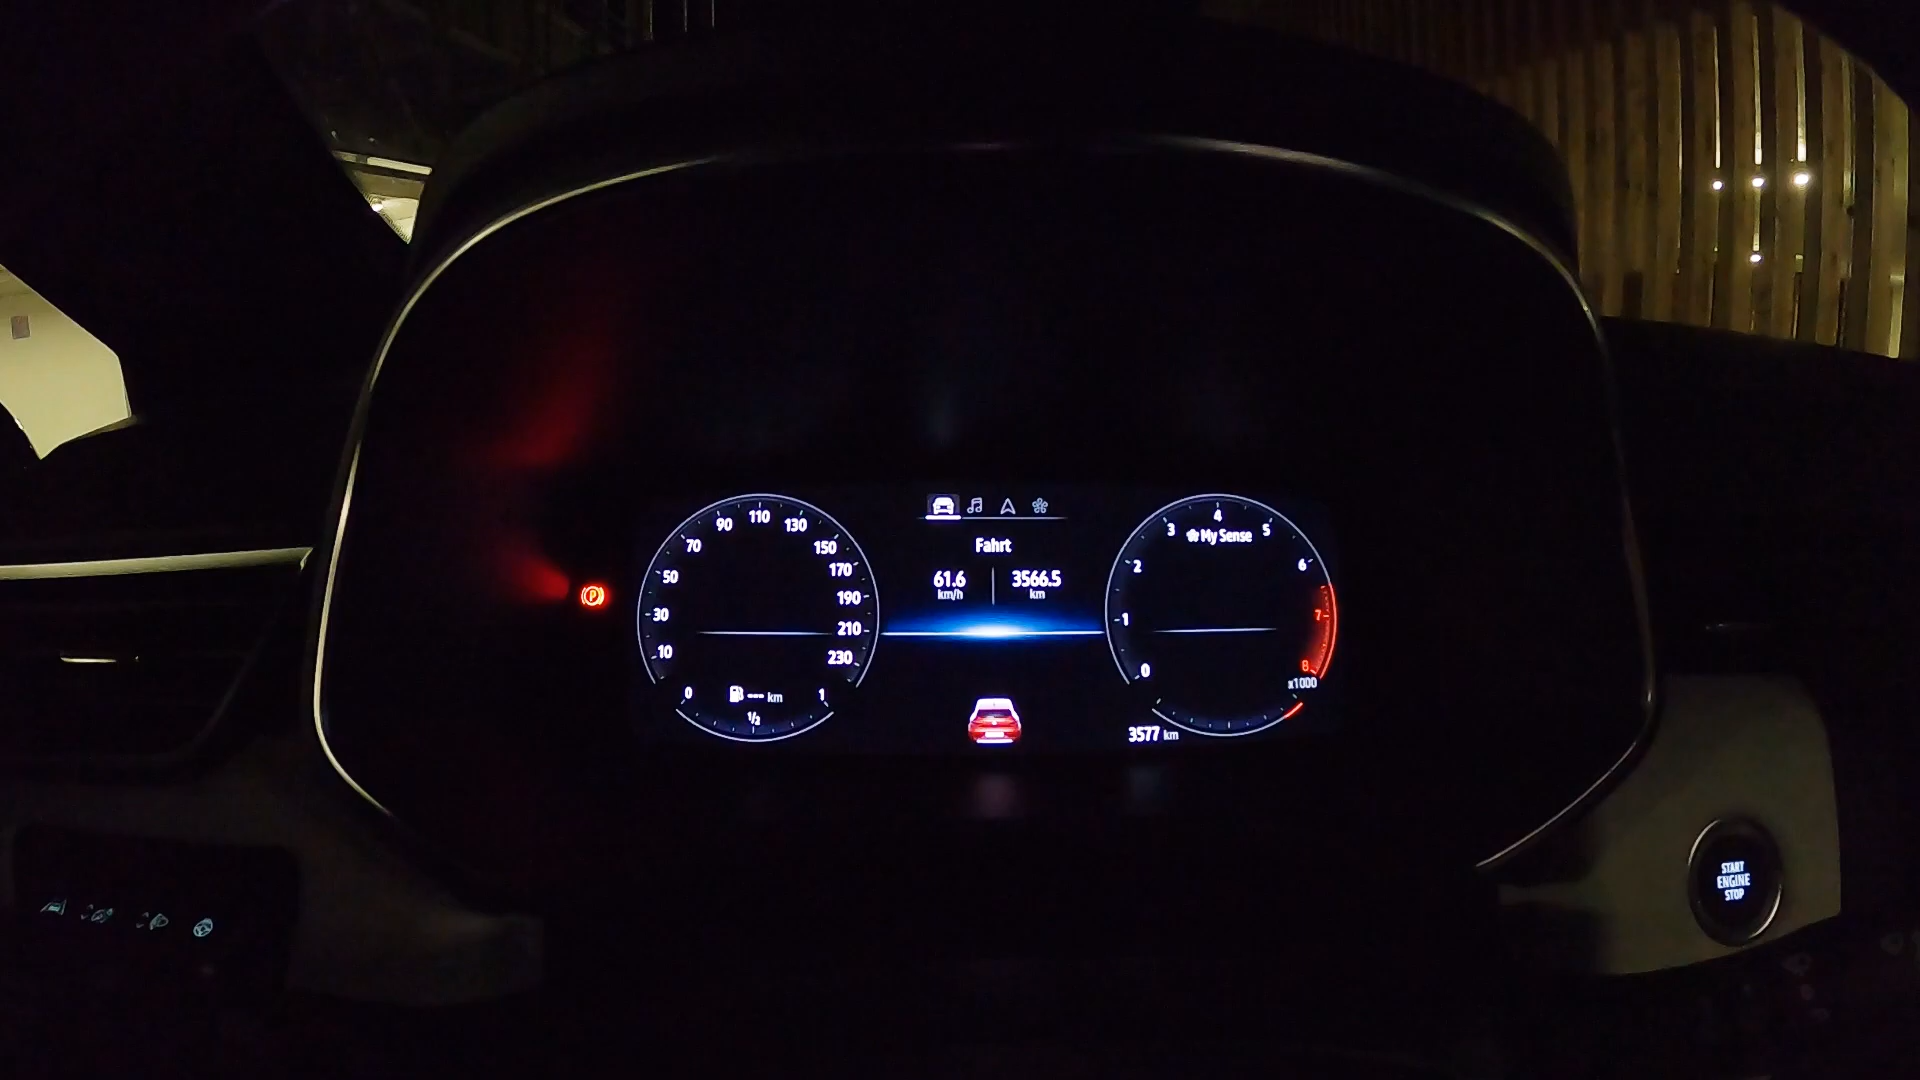 10
30
50
70
90
110
130
150
170
190
210
230
0 --- km 1
1/2
Fahrt
61.6 3566.5
km/h km
0
1
2
3
4
5
6
7
8
My Sense
x1000
3577 km
P
START
ENGINE
STOP